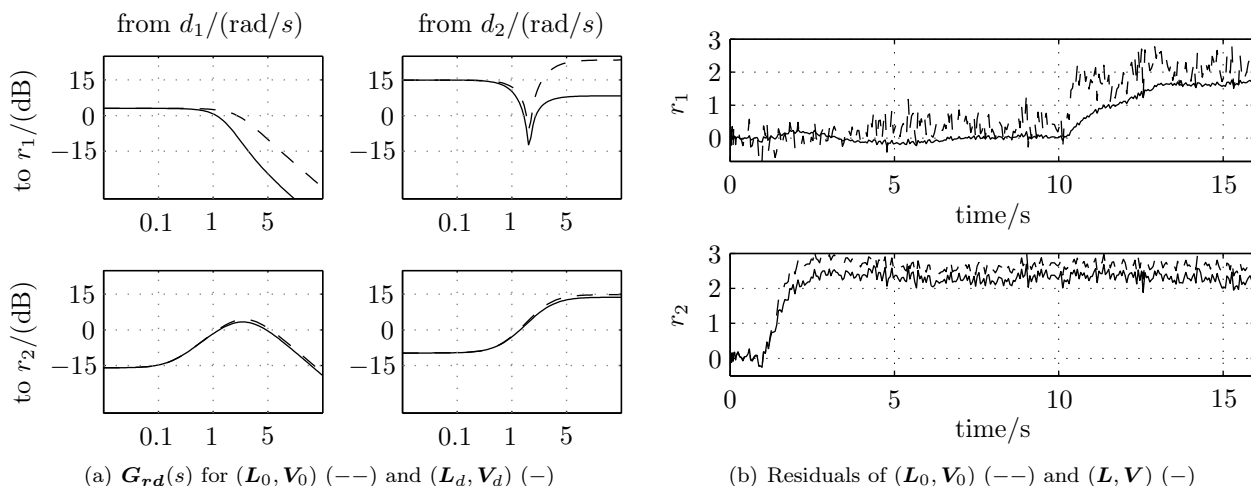 from d₁/(rad/s)
from d₂/(rad/s)
to r₁/(dB)
15
0
−15
0.1 1 5
15
0
−15
0.1 1 5
to r₂/(dB)
15
0
−15
0.1 1 5
15
0
−15
0.1 1 5
(a) G_rd(s) for (L₀, V₀) (−−) and (L_d, V_d) (−)
r₁
3
2
1
0
0 5 10 15
time/s
r₂
3
2
1
0
0 5 10 15
time/s
(b) Residuals of (L₀, V₀) (−−) and (L, V) (−)